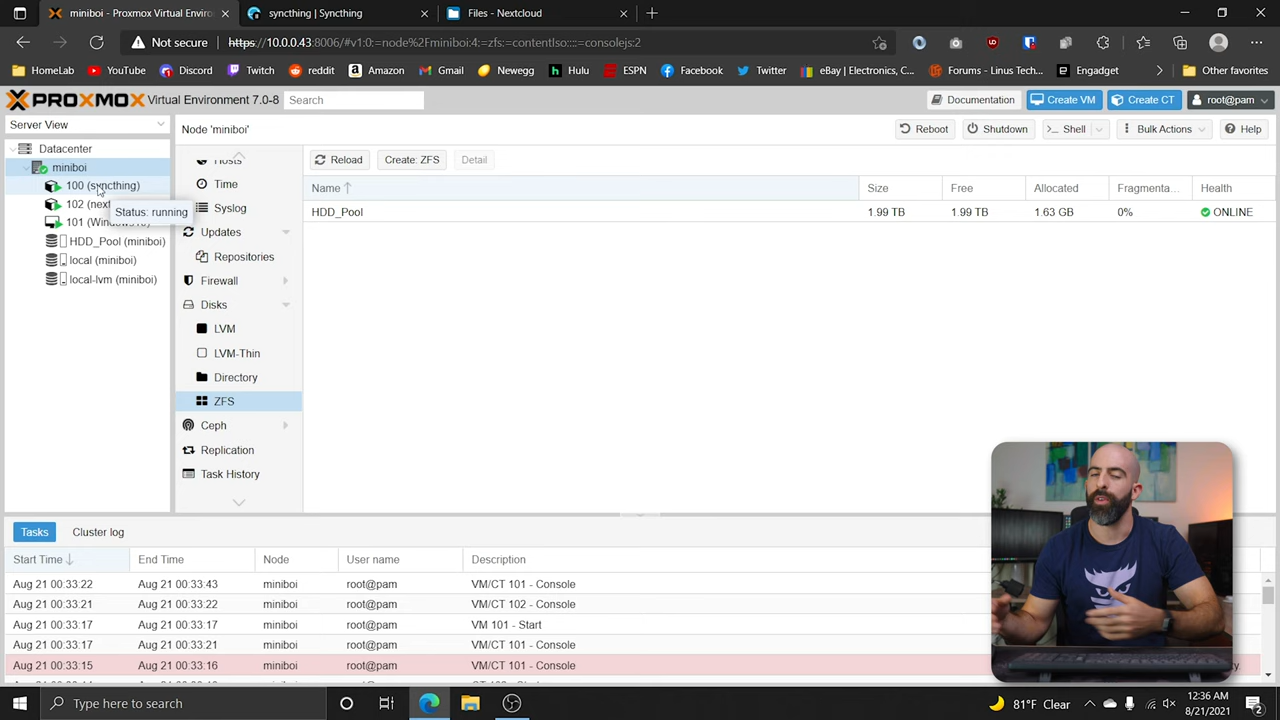 miniboi - Proxmox Virtual Enviro
syncthing | Syncthing
Files - Nextcloud
Not secure
https://10.0.0.43:8006/#v1:0:=node%2Fminiboi:4:=zfs:=contentIso::::=consolejs:2
HomeLab
YouTube
Discord
Twitch
reddit
Amazon
Gmail
Newegg
Hulu
ESPN
Facebook
Twitter
eBay | Electronics, C...
Forums - Linus Tech...
Engadget
Other favorites
PROXMOX Virtual Environment 7.0-8
Search
Documentation
Create VM
Create CT
root@pam
Server View
Node 'miniboi'
Reboot
Shutdown
Shell
Bulk Actions
Help
Datacenter
miniboi
100 (syncthing)
102 (next
101 (Windows10)
HDD_Pool (miniboi)
local (miniboi)
local-lvm (miniboi)
Status: running
Hosts
Time
Syslog
Updates
Repositories
Firewall
Disks
LVM
LVM-Thin
Directory
ZFS
Ceph
Replication
Task History
Reload
Create: ZFS
Detail
Name Size Free Allocated Fragmenta... Health
HDD_Pool 1.99 TB 1.99 TB 1.63 GB 0% ONLINE
Tasks
Cluster log
Start Time End Time Node User name Description
Aug 21 00:33:22 Aug 21 00:33:43 miniboi root@pam VM/CT 101 - Console
Aug 21 00:33:21 Aug 21 00:33:22 miniboi root@pam VM/CT 102 - Console
Aug 21 00:33:17 Aug 21 00:33:17 miniboi root@pam VM 101 - Start
Aug 21 00:33:17 Aug 21 00:33:21 miniboi root@pam VM/CT 101 - Console
Aug 21 00:33:15 Aug 21 00:33:16 miniboi root@pam VM/CT 101 - Console
Type here to search
81°F Clear
12:36 AM
8/21/2021
2